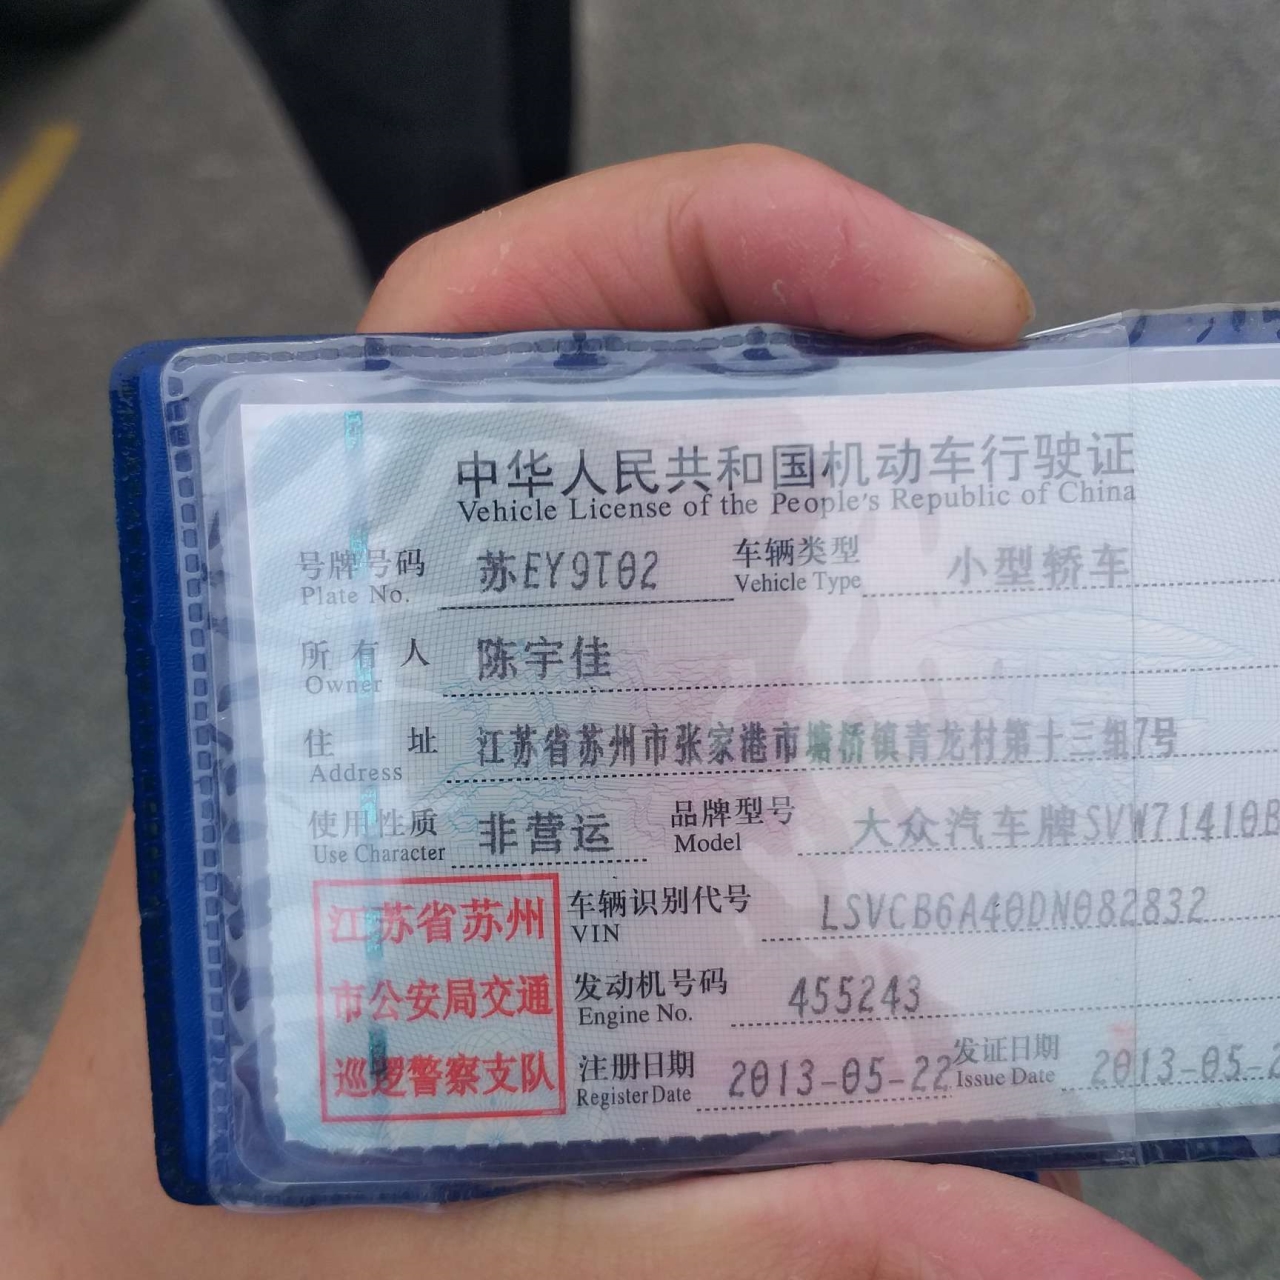 中华人民共和国机动车行驶证
Vehicle License of the People's Republic of China
号牌号码 苏EY9T02 车辆类型 小型轿车
Plate No. Vehicle Type
所有人 陈宇佳
Owner
住址 江苏省苏州市张家港市塘桥镇青龙村第十三组7号
Address
使用性质 非营运 品牌型号 大众汽车牌SVW71410B
Use Character Model
江苏省苏州 车辆识别代号 LSVCB6A40DN082832
VIN
市公安局交通 发动机号码 455243
Engine No.
巡逻警察支队 注册日期 2013-05-22 发证日期 2013-05-2
Register Date Issue Date